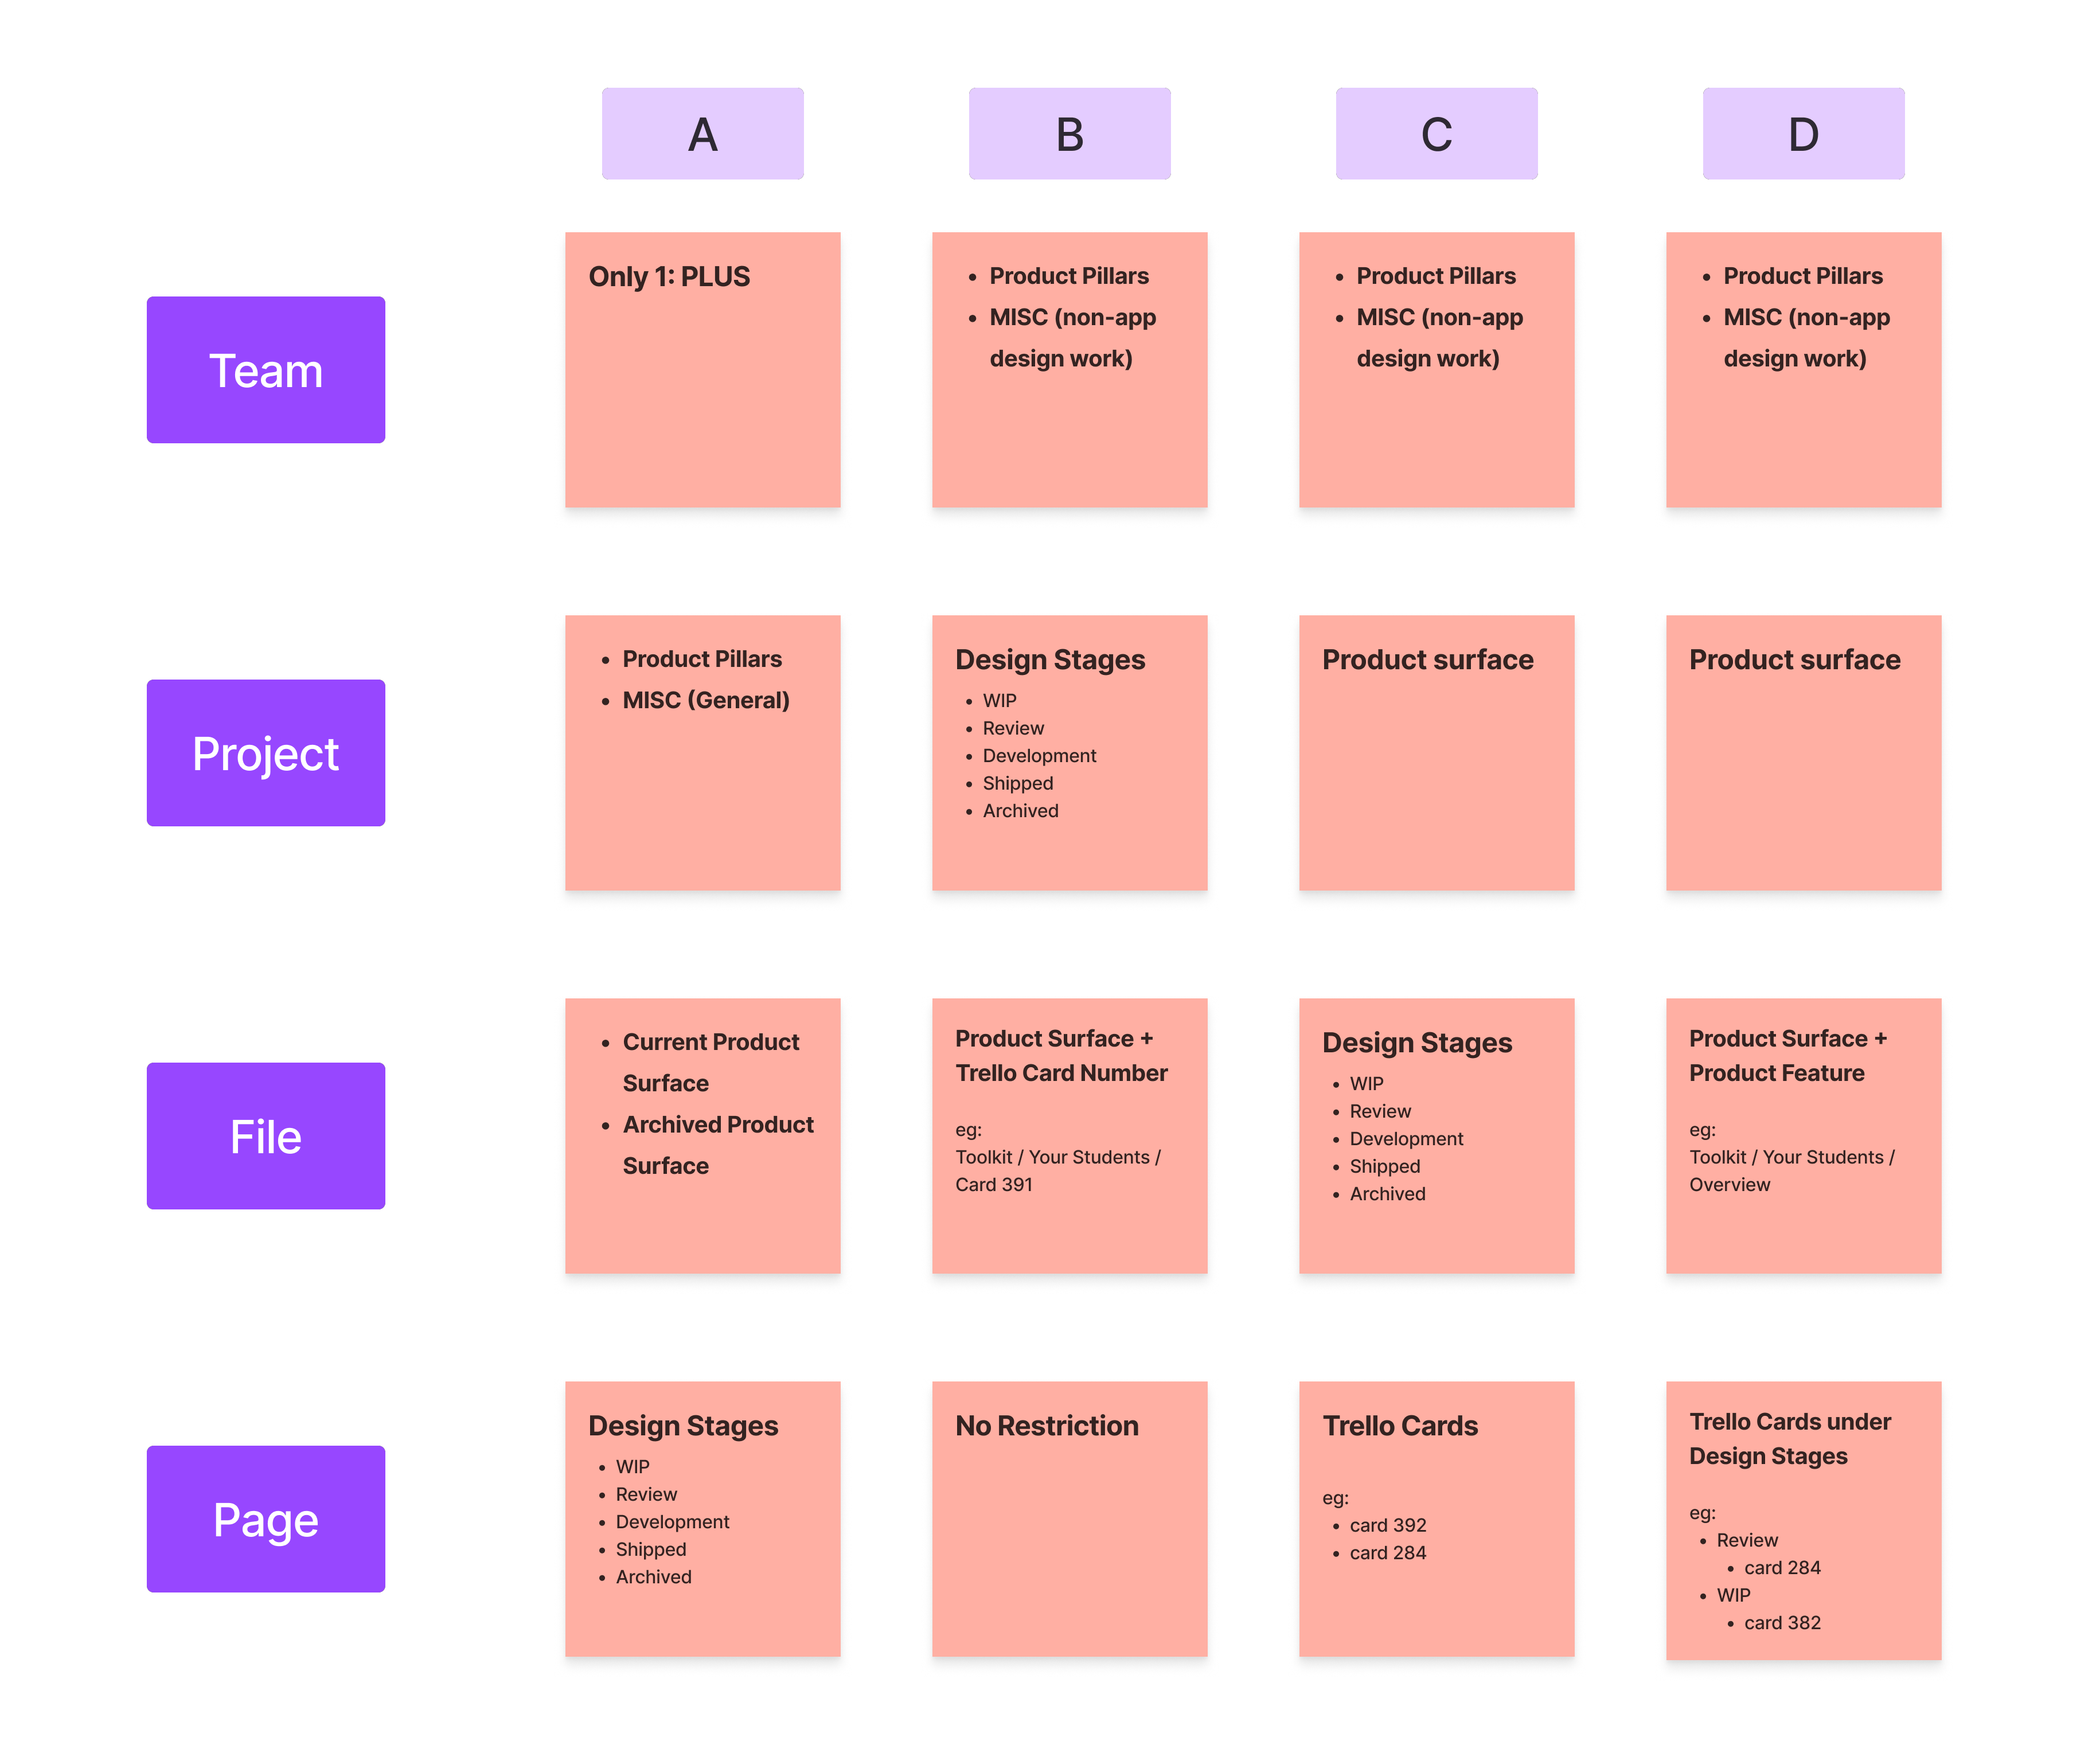 A
B
C
D
Team
Only 1: PLUS
• Product Pillars
• MISC (non-app
design work)
• Product Pillars
• MISC (non-app
design work)
• Product Pillars
• MISC (non-app
design work)
Project
• Product Pillars
• MISC (General)
Design Stages
• WIP
• Review
• Development
• Shipped
• Archived
Product surface
Product surface
File
• Current Product
Surface
• Archived Product
Surface
Product Surface +
Trello Card Number
eg:
Toolkit / Your Students /
Card 391
Design Stages
• WIP
• Review
• Development
• Shipped
• Archived
Product Surface +
Product Feature
eg:
Toolkit / Your Students /
Overview
Page
Design Stages
• WIP
• Review
• Development
• Shipped
• Archived
No Restriction
Trello Cards
eg:
• card 392
• card 284
Trello Cards under
Design Stages
eg:
• Review
• card 284
• WIP
• card 382